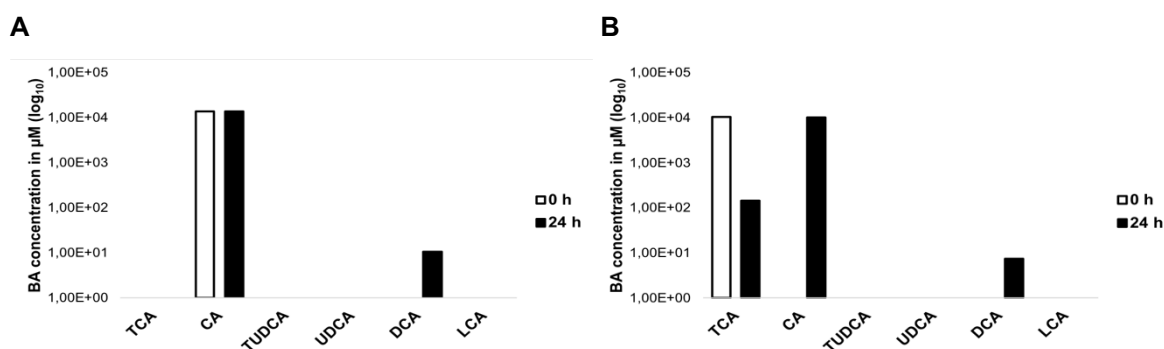 A
BA concentration in µM (log₁₀)
1,00E+05
1,00E+04
1,00E+03
1,00E+02
1,00E+01
1,00E+00
TCA
CA
TUDCA
UDCA
DCA
LCA
0 h
24 h
B
BA concentration in µM (log₁₀)
1,00E+05
1,00E+04
1,00E+03
1,00E+02
1,00E+01
1,00E+00
TCA
CA
TUDCA
UDCA
DCA
LCA
0 h
24 h